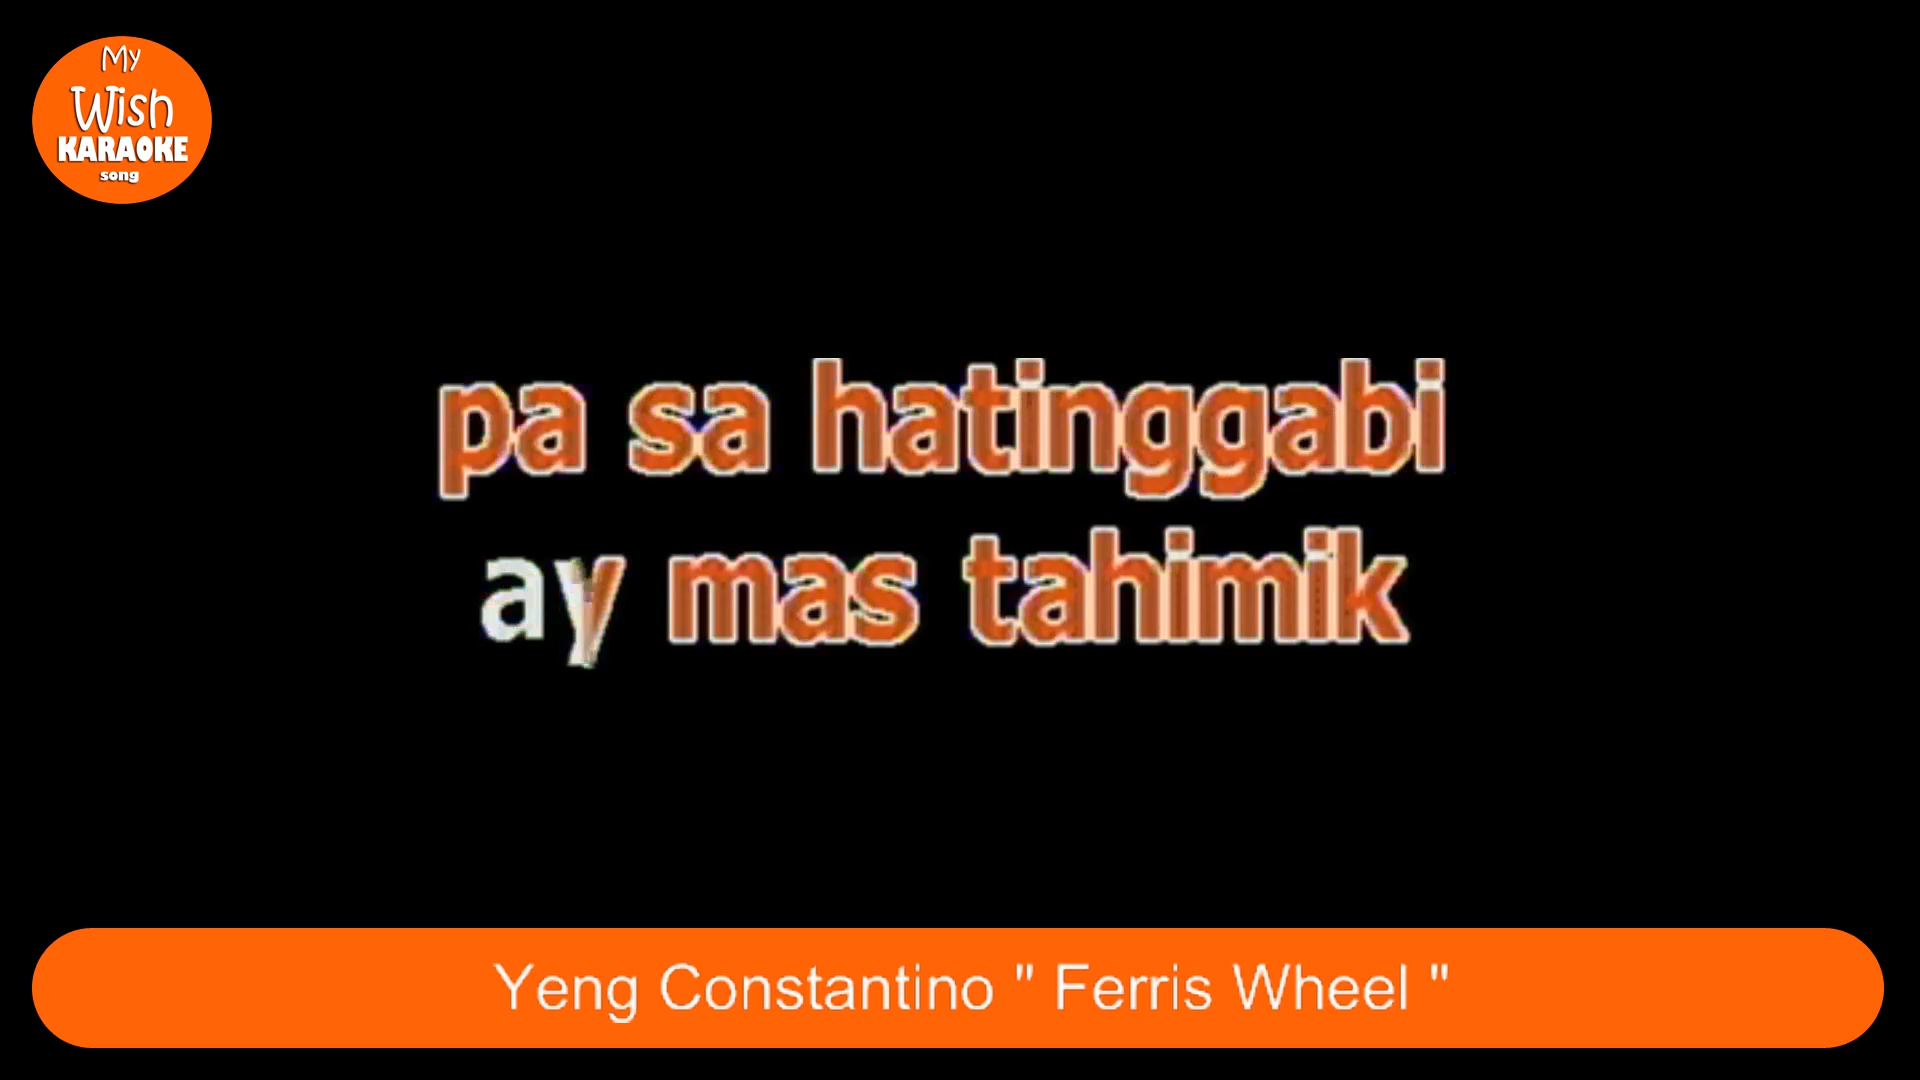 My
Wish
KARAOKE
song
pa sa hatinggabi
ay mas tahimik
Yeng Constantino " Ferris Wheel "